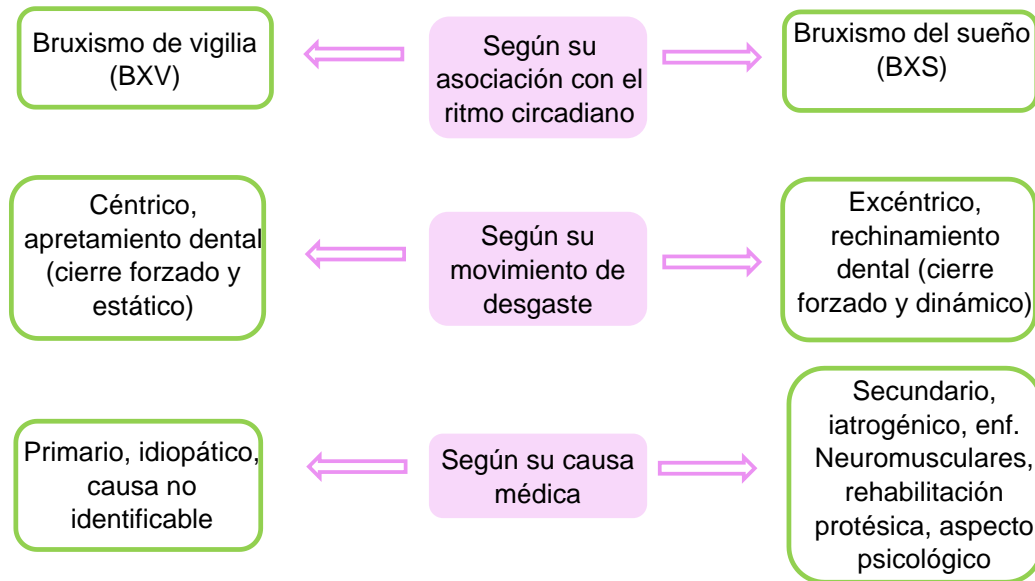 Bruxismo de vigilia
(BXV)
Según su
asociación con el
ritmo circadiano
Bruxismo del sueño
(BXS)
Céntrico,
apretamiento dental
(cierre forzado y
estático)
Según su
movimiento de
desgaste
Excéntrico,
rechinamiento
dental (cierre
forzado y dinámico)
Primario, idiopático,
causa no
identificable
Según su causa
médica
Secundario,
iatrogénico, enf.
Neuromusculares,
rehabilitación
protésica, aspecto
psicológico